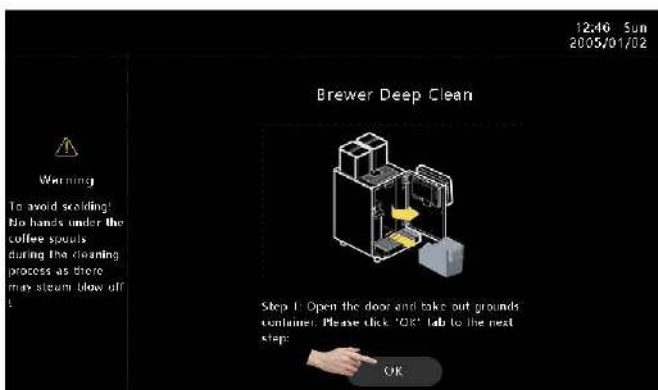 12:46 Sun
2005/01/02
Brewer Deep Clean
Warning
To avoid scalding!
No hands under the
coffee spouts
during the cleaning
process as there
may steam blow off
!
Step 1: Open the door and take out grounds
container. Please click "OK" tab to the next
step:
OK